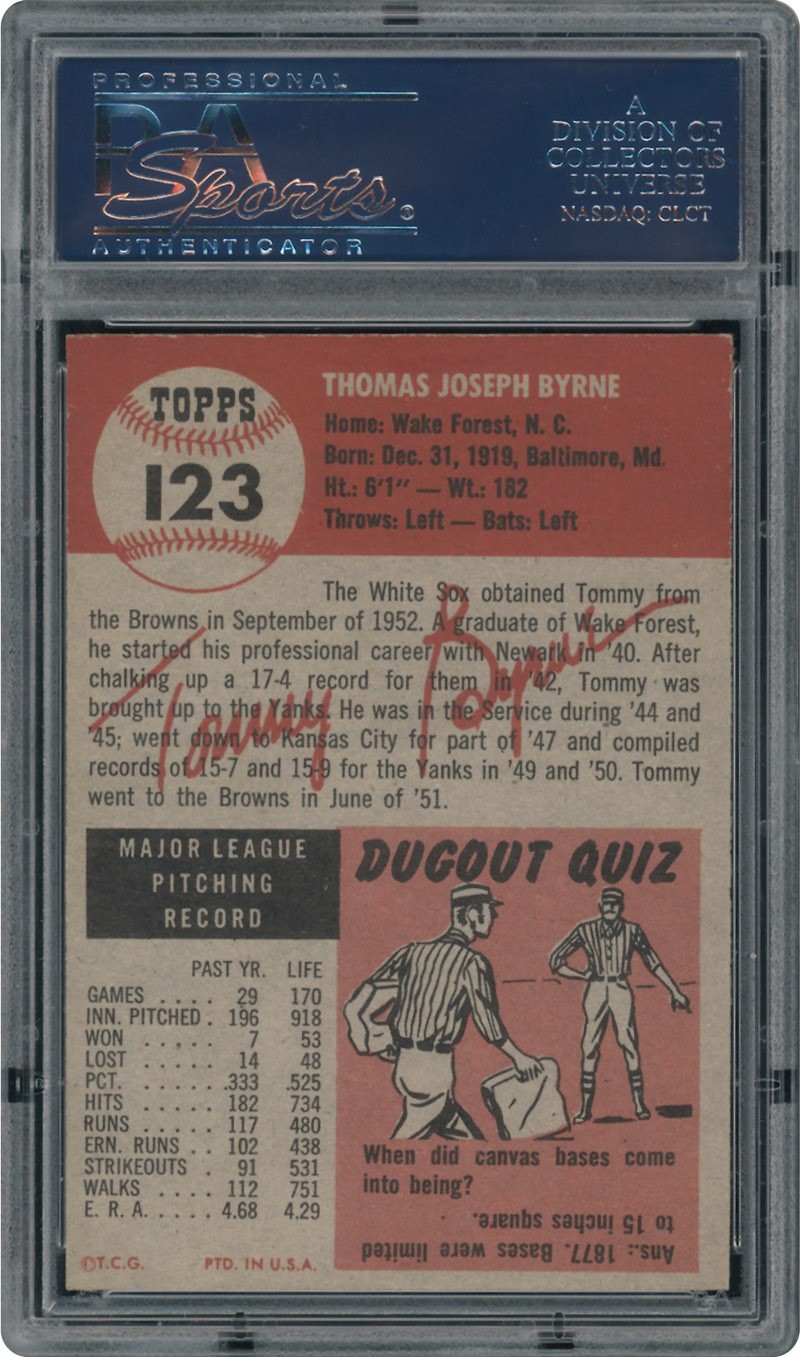 PROFESSIONAL
PSA
Sports®
AUTHENTICATOR
A
DIVISION OF
COLLECTORS
UNIVERSE
NASDAQ: CLCT
TOPPS
123
THOMAS JOSEPH BYRNE
Home: Wake Forest, N. C.
Born: Dec. 31, 1919, Baltimore, Md.
Ht.: 6'1" — Wt.: 182
Throws: Left — Bats: Left
The White Sox obtained Tommy from
the Browns in September of 1952. A graduate of Wake Forest,
he started his professional career with Newark in '40. After
chalking up a 17-4 record for them in '42, Tommy was
brought up to the Yanks. He was in the Service during '44 and
'45; went down to Kansas City for part of '47 and compiled
records of 15-7 and 15-9 for the Yanks in '49 and '50. Tommy
went to the Browns in June of '51.
Tommy Byrne
MAJOR LEAGUE
PITCHING
RECORD
PAST YR. LIFE
GAMES .... 29 170
INN. PITCHED . 196 918
WON ..... 7 53
LOST ..... 14 48
PCT. ..... .333 .525
HITS ..... 182 734
RUNS ..... 117 480
ERN. RUNS .. 102 438
STRIKEOUTS . 91 531
WALKS .... 112 751
E. R. A. .... 4.68 4.29
©T.C.G. PTD. IN U.S.A.
DUGOUT QUIZ
When did canvas bases come
into being?
Ans.: 1877. Bases were limited
to 15 inches square.